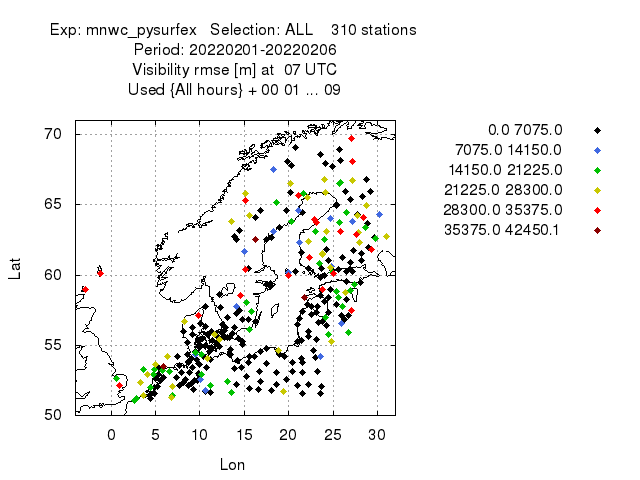 Exp: mnwc_pysurfex   Selection: ALL    310 stations
Period: 20220201-20220206
Visibility rmse [m] at  07 UTC
Used {All hours} + 00 01 ... 09
0.0 7075.0
7075.0 14150.0
14150.0 21225.0
21225.0 28300.0
28300.0 35375.0
35375.0 42450.1
70
65
60
55
50
Lat
0 5 10 15 20 25 30
Lon